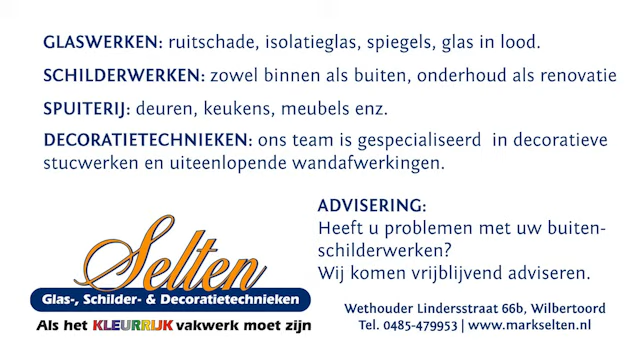 GLASWERKEN: ruitschade, isolatieglas, spiegels, glas in lood.
SCHILDERWERKEN: zowel binnen als buiten, onderhoud als renovatie
SPUITERIJ: deuren, keukens, meubels enz.
DECORATIETECHNIEKEN: ons team is gespecialiseerd in decoratieve
stucwerken en uiteenlopende wandafwerkingen.
ADVISERING:
Heeft u problemen met uw buiten-
schilderwerken?
Wij komen vrijblijvend adviseren.
Selten
Glas-, Schilder- & Decoratietechnieken
Als het KLEURRIJK vakwerk moet zijn
Wethouder Lindersstraat 66b, Wilbertoord
Tel. 0485-479953 | www.markselten.nl